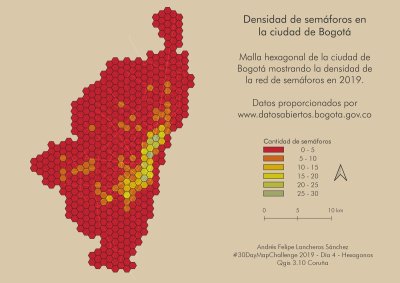 Densidad de semáforos en
la ciudad de Bogotá
Malla hexagonal de la ciudad de
Bogotá mostrando la densidad de
la red de semáforos en 2019.
Datos proporcionados por
www.datosabiertos.bogota.gov.co
Cantidad de semáforos
0 - 5
5 - 10
10 - 15
15 - 20
20 - 25
25 - 30
0 5 10 km
Andrés Felipe Lancheros Sánchez
#30DayMapChallenge 2019 - Día 4 - Hexagonos
Qgis 3.10 Coruña